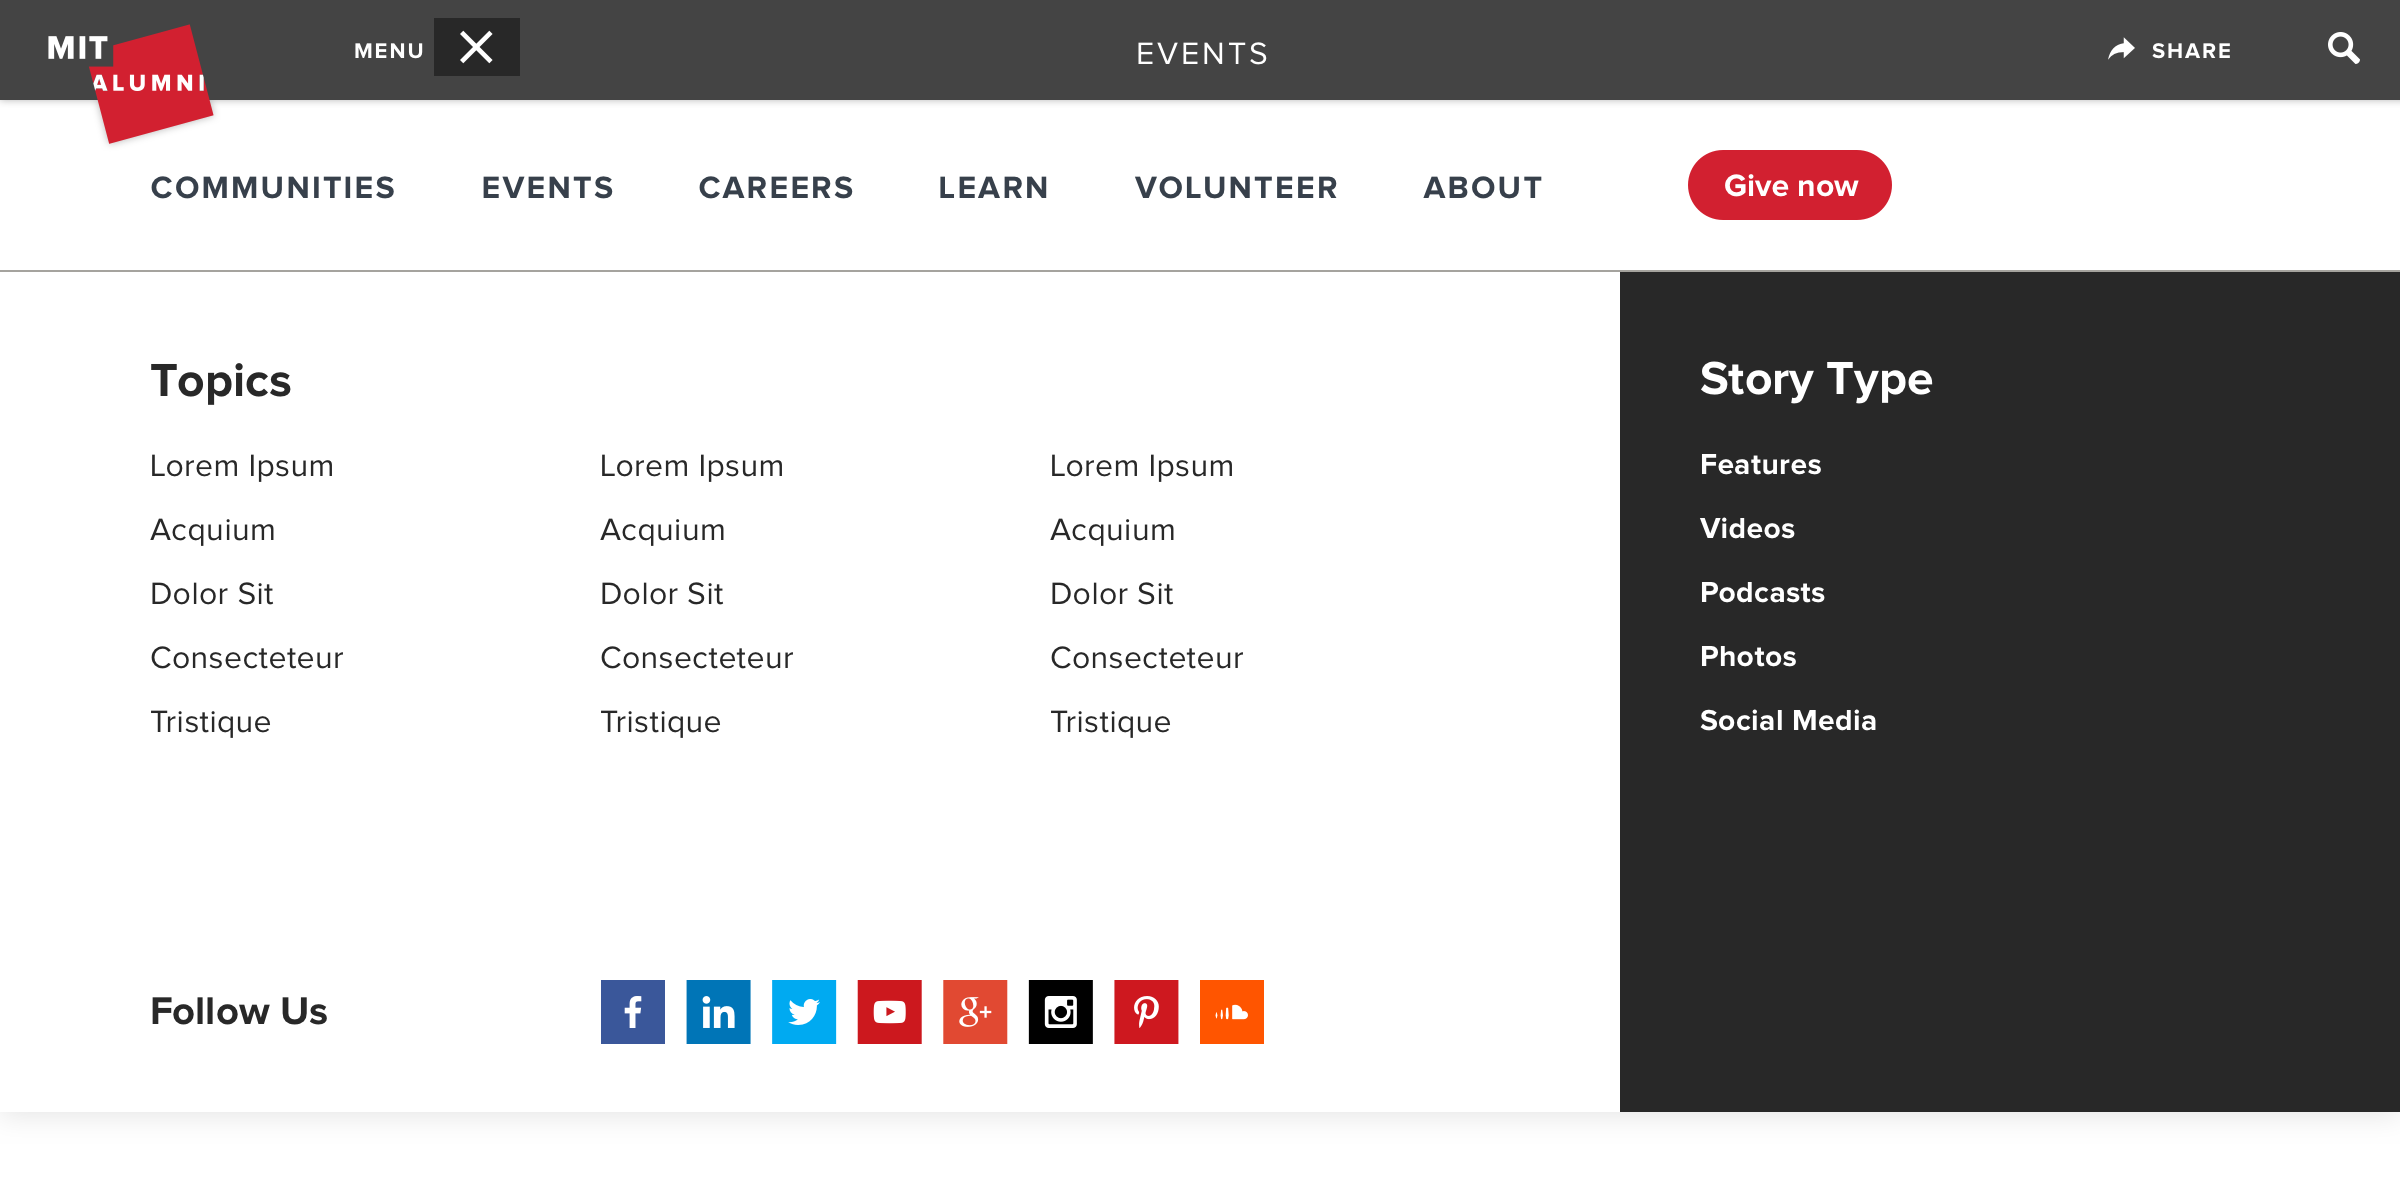 MIT
ALUMNI
MENU
EVENTS
SHARE
COMMUNITIES EVENTS CAREERS LEARN VOLUNTEER ABOUT Give now
Topics
Lorem Ipsum Lorem Ipsum Lorem Ipsum
Acquium Acquium Acquium
Dolor Sit Dolor Sit Dolor Sit
Consecteteur Consecteteur Consecteteur
Tristique Tristique Tristique
Story Type
Features
Videos
Podcasts
Photos
Social Media
Follow Us
f in g+